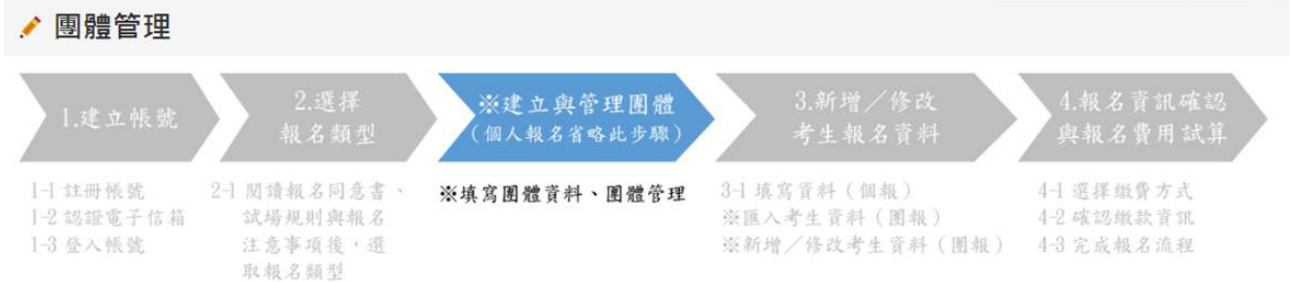 團體管理
1.建立帳號
2.選擇
報名類型
※建立與管理團體
（個人報名省略此步驟）
3.新增／修改
考生報名資料
4.報名資訊確認
與報名費用試算
1-1 註冊帳號
1-2 認證電子信箱
1-3 登入帳號
2-1 閱讀報名同意書、
試場規則與報名
注意事項後，選
取報名類型
※填寫團體資料、團體管理
3-1 填寫資料（個報）
※匯入考生資料（團報）
※新增／修改考生資料（團報）
4-1 選擇繳費方式
4-2 確認繳款資訊
4-3 完成報名流程